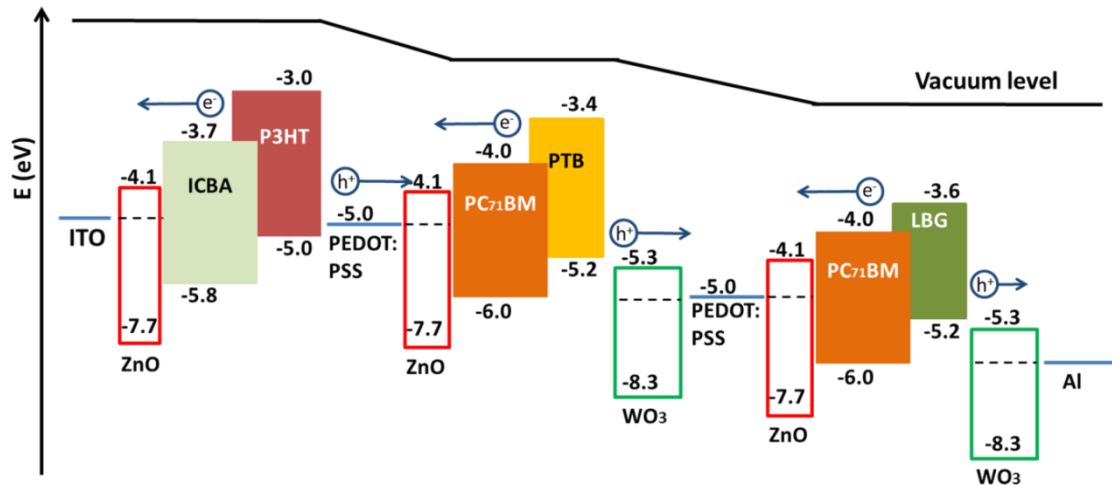 E (eV)
Vacuum level
-3.0
e⁻
-3.7
P3HT
-4.1
ICBA
ITO
-5.0
-5.8
-7.7
ZnO
h⁺
-5.0
PEDOT:
PSS
-3.4
e⁻
-4.0
PTB
4.1
PC₇₁BM
-5.2
-6.0
-7.7
ZnO
h⁺
-5.3
-8.3
WO₃
-5.0
PEDOT:
PSS
-3.6
e⁻
-4.0
LBG
-4.1
PC₇₁BM
-5.2
-6.0
-7.7
ZnO
h⁺
-5.3
Al
-8.3
WO₃